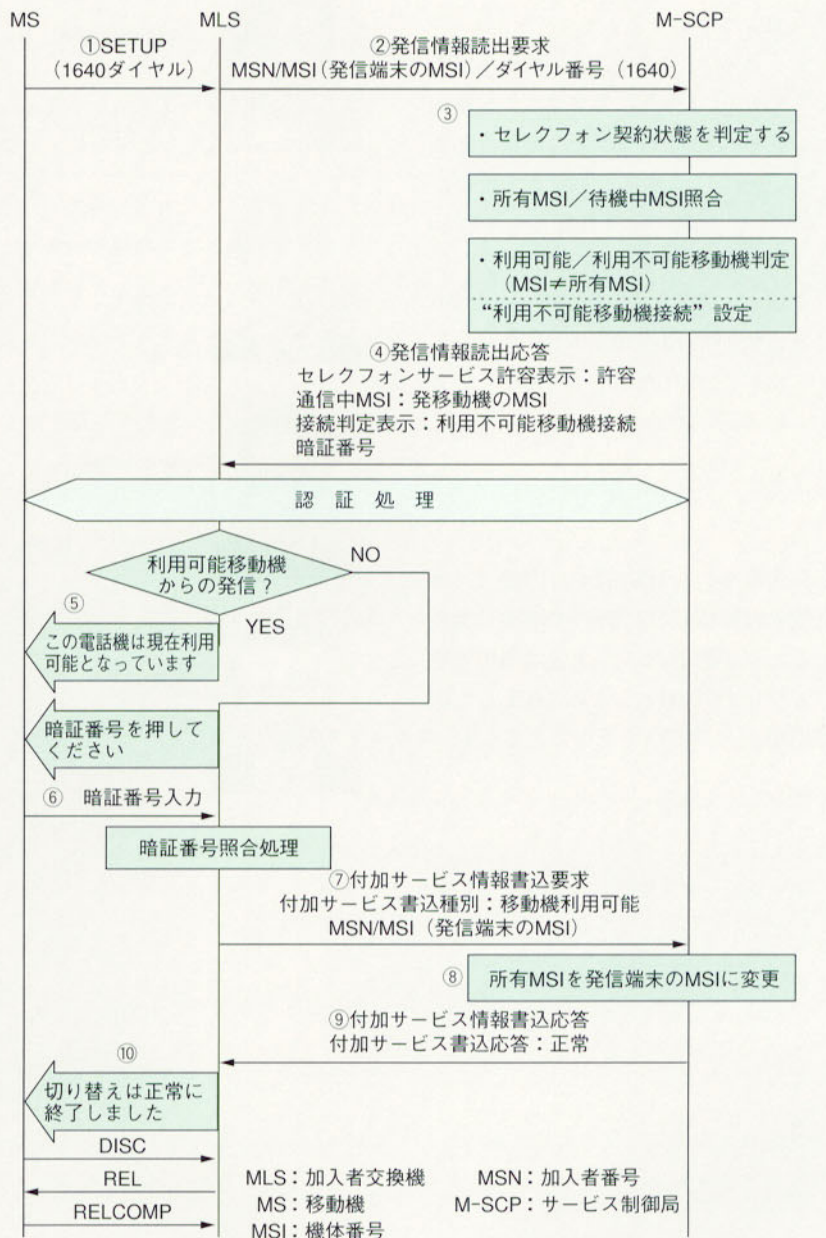 MS
MLS
M-SCP
①SETUP
(1640ダイヤル)
②発信情報読出要求
MSN/MSI(発信端末のMSI)/ダイヤル番号(1640)
③
・セレクフォン契約状態を判定する
・所有MSI/待機中MSI照合
・利用可能/利用不可能移動機判定
(MSI≠所有MSI)
“利用不可能移動機接続”設定
④発信情報読出応答
セレクフォンサービス許容表示:許容
通信中MSI:発移動機のMSI
接続判定表示:利用不可能移動機接続
暗証番号
認証処理
利用可能移動機
からの発信?
NO
YES
⑤
この電話機は現在利用
可能となっています
暗証番号を押して
ください
⑥ 暗証番号入力
暗証番号照合処理
⑦付加サービス情報書込要求
付加サービス書込種別:移動機利用可能
MSN/MSI(発信端末のMSI)
⑧
所有MSIを発信端末のMSIに変更
⑨付加サービス情報書込応答
付加サービス書込応答:正常
⑩
切り替えは正常に
終了しました
DISC
REL
RELCOMP
MLS:加入者交換機 MSN:加入者番号
MS:移動機 M-SCP:サービス制御局
MSI:機体番号